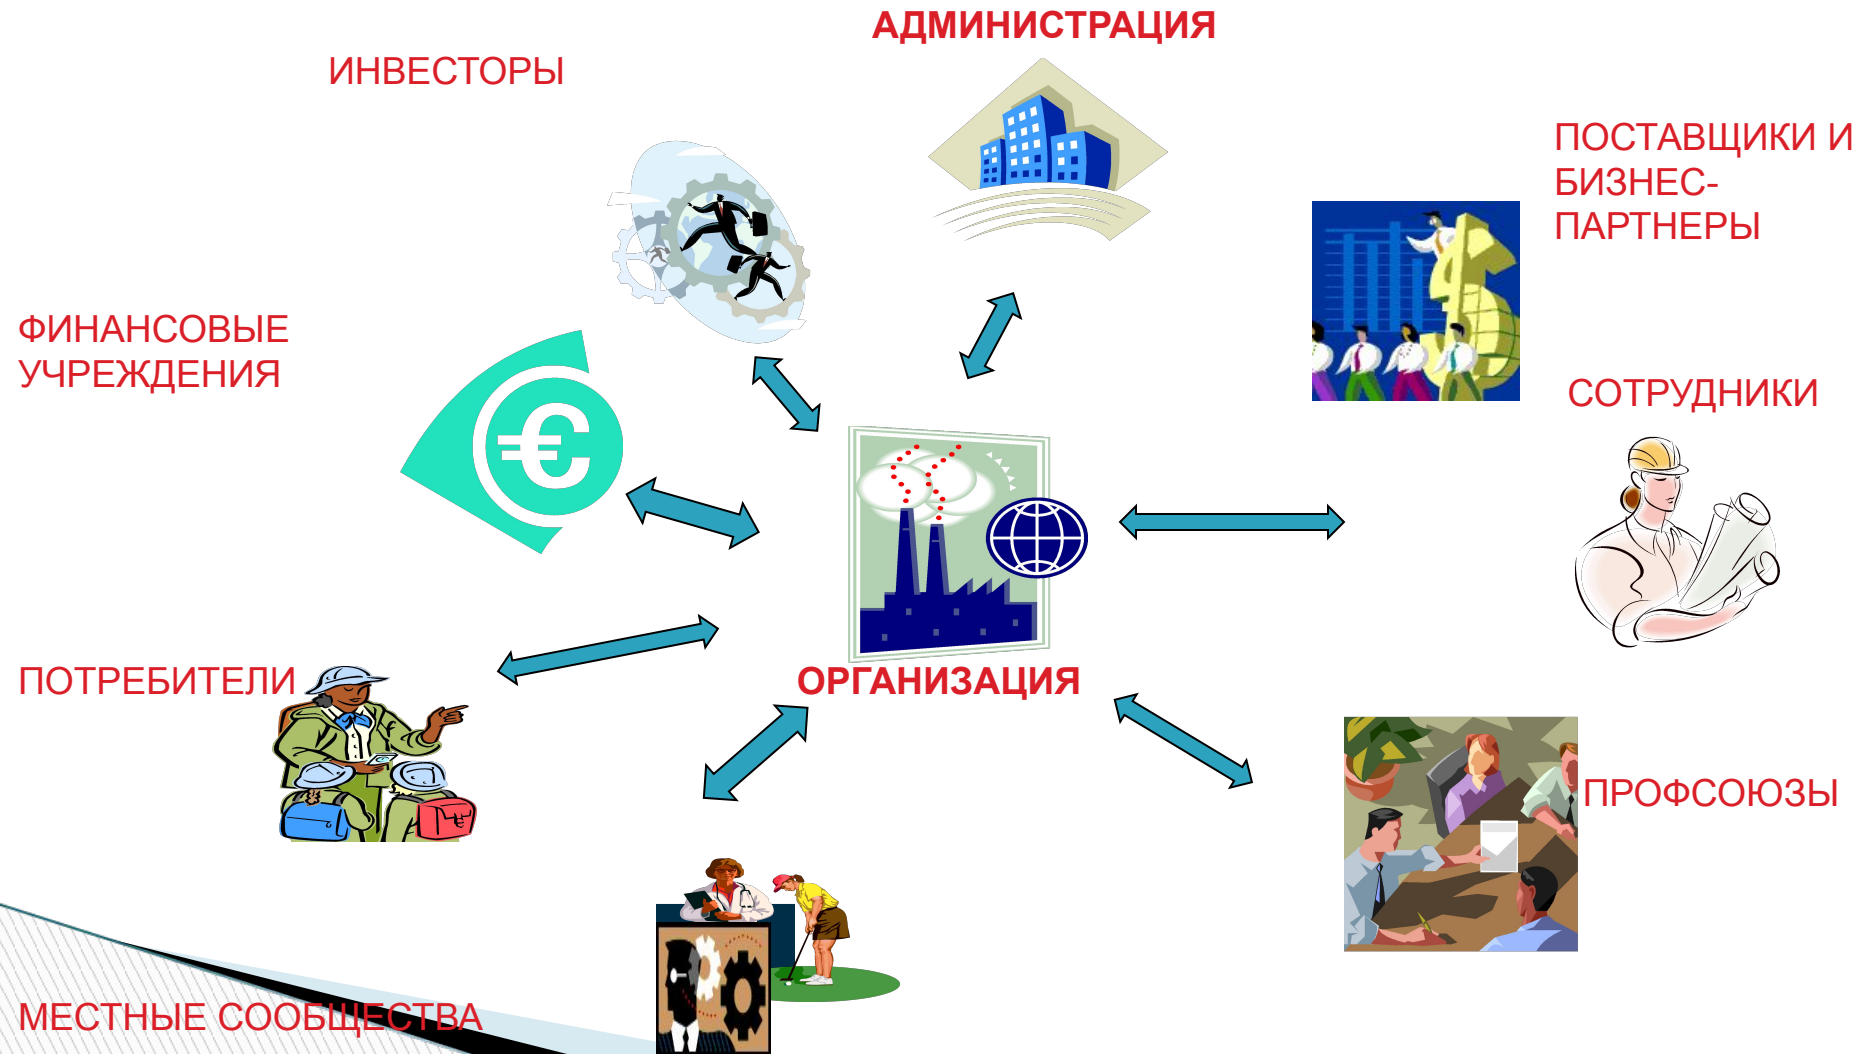 АДМИНИСТРАЦИЯ
ИНВЕСТОРЫ
ПОСТАВЩИКИ И
БИЗНЕС-
ПАРТНЕРЫ
ФИНАНСОВЫЕ
УЧРЕЖДЕНИЯ
СОТРУДНИКИ
ПОТРЕБИТЕЛИ
ОРГАНИЗАЦИЯ
ПРОФСОЮЗЫ
МЕСТНЫЕ СООБЩЕСТВА